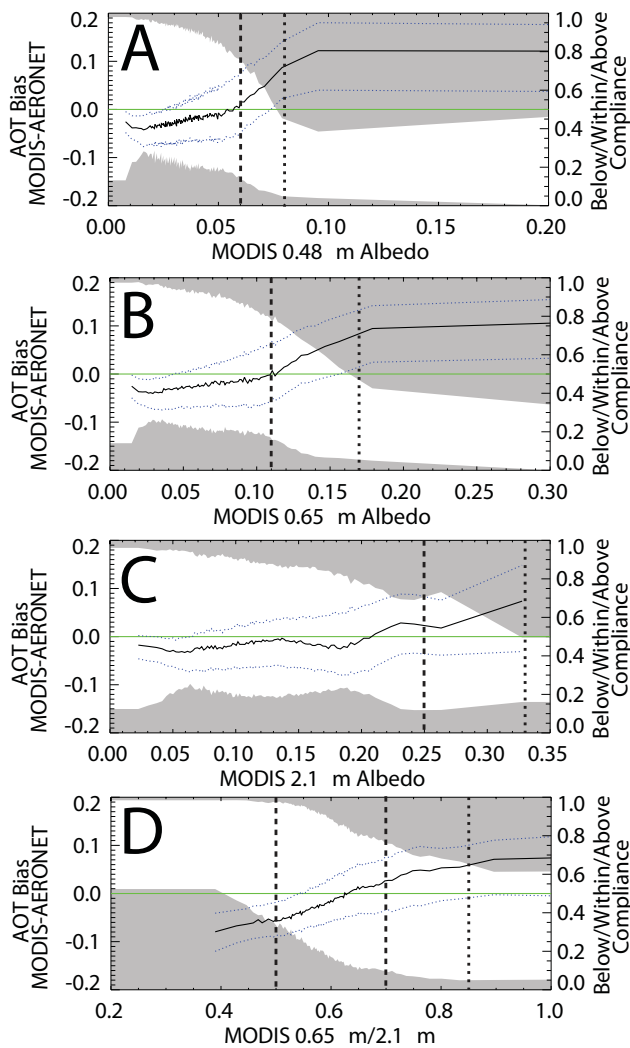 A
0.2
0.1
0.0
-0.1
-0.2
AOT Bias
MODIS-AERONET
1.0
0.8
0.6
0.4
0.2
0.0
Below/Within/Above
Compliance
0.00 0.05 0.10 0.15 0.20
MODIS 0.48 m Albedo
B
0.2
0.1
0.0
-0.1
-0.2
AOT Bias
MODIS-AERONET
1.0
0.8
0.6
0.4
0.2
0.0
Below/Within/Above
Compliance
0.00 0.05 0.10 0.15 0.20 0.25 0.30
MODIS 0.65 m Albedo
C
0.2
0.1
0.0
-0.1
-0.2
AOT Bias
MODIS-AERONET
1.0
0.8
0.6
0.4
0.2
0.0
Below/Within/Above
Compliance
0.00 0.05 0.10 0.15 0.20 0.25 0.30 0.35
MODIS 2.1 m Albedo
D
0.2
0.1
0.0
-0.1
-0.2
AOT Bias
MODIS-AERONET
1.0
0.8
0.6
0.4
0.2
0.0
Below/Within/Above
Compliance
0.2 0.4 0.6 0.8 1.0
MODIS 0.65 m/2.1 m